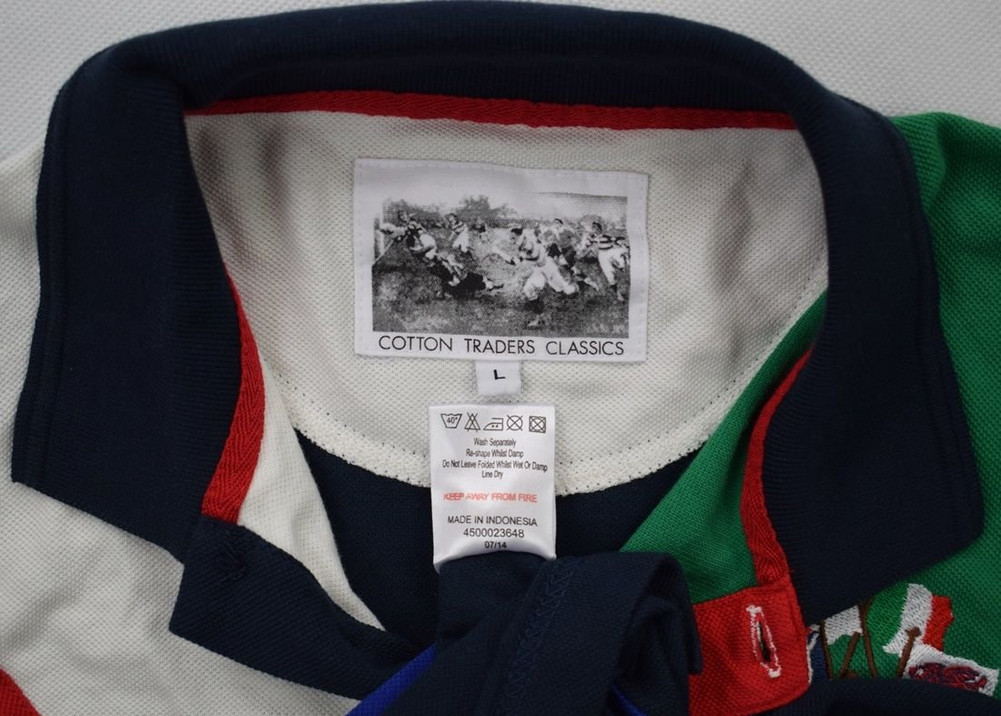 COTTON TRADERS CLASSICS
L
40°
Wash Separately
Re-shape Whilst Damp
Do Not Leave Folded Whilst Wet Or Damp
Line Dry
KEEP AWAY FROM FIRE
MADE IN INDONESIA
4500023648
07/14